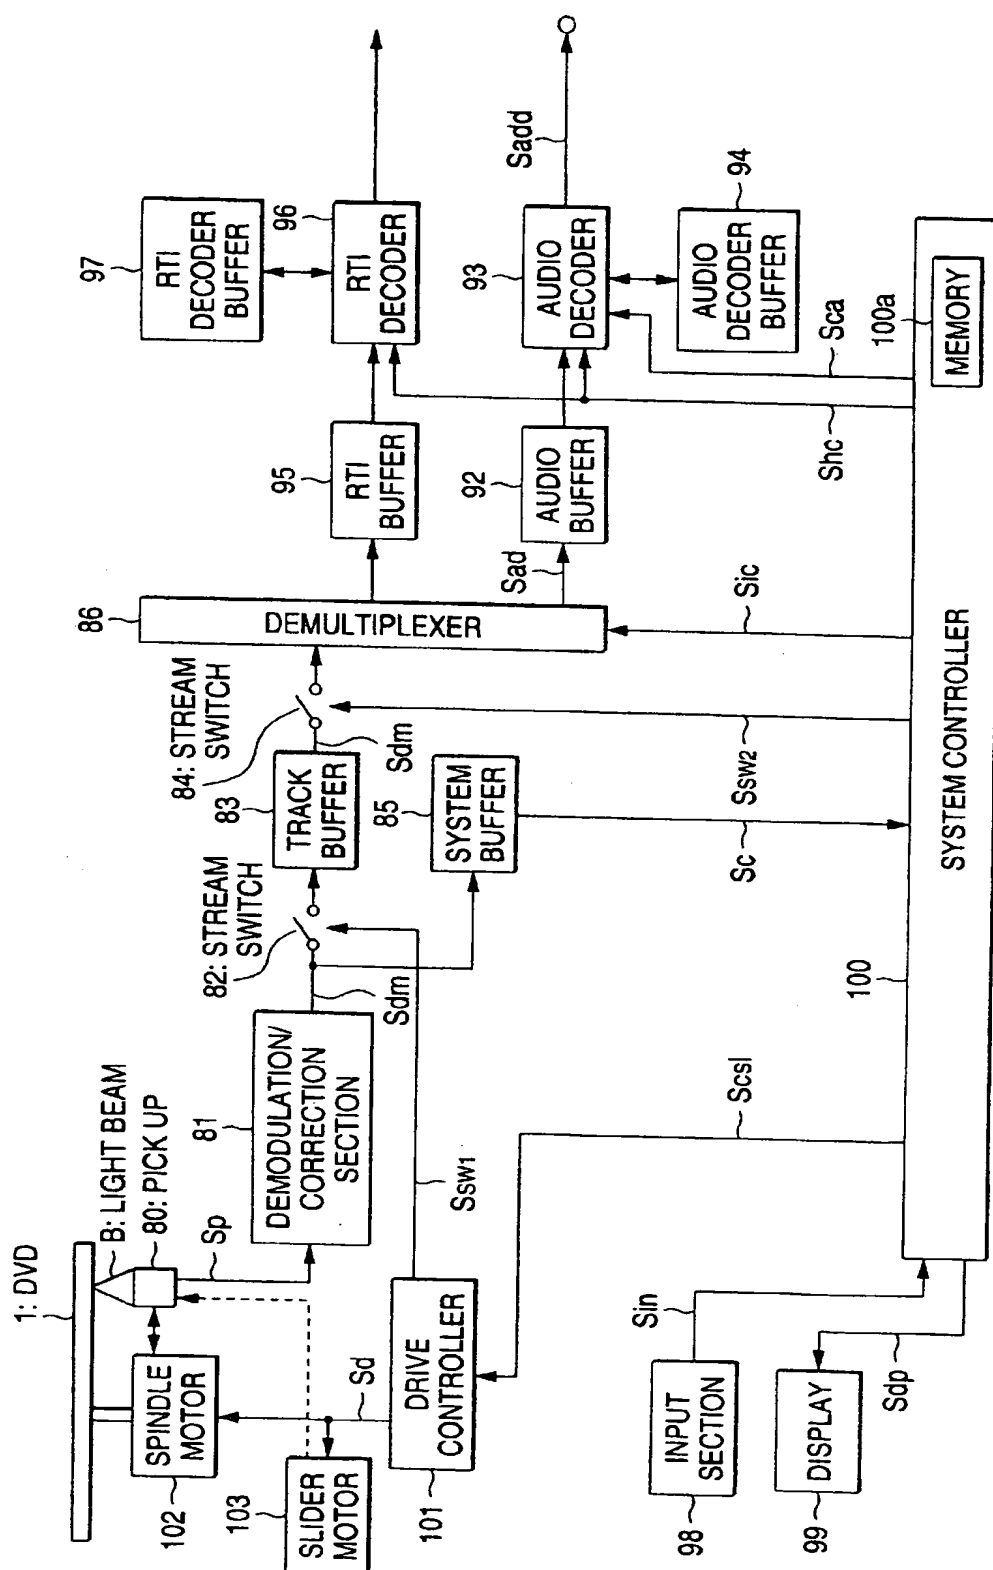 1: DVD
B: LIGHT BEAM
80: PICK UP
Sp
SPINDLE
MOTOR
102
103
SLIDER
MOTOR
Sd
DRIVE
CONTROLLER
101
Ssw1
81
DEMODULATION/
CORRECTION
SECTION
Sdm
82: STREAM
SWITCH
83
TRACK
BUFFER
84: STREAM
SWITCH
Sdm
85
SYSTEM
BUFFER
86
DEMULTIPLEXER
Sad
95
RTI
BUFFER
92
AUDIO
BUFFER
97
RTI
DECODER
BUFFER
96
RTI
DECODER
93
AUDIO
DECODER
Sadd
94
AUDIO
DECODER
BUFFER
Scsl
Sc
Ssw2
Sic
Shc
Sca
100
SYSTEM CONTROLLER
100a
MEMORY
Sin
INPUT
SECTION
98
Sdp
DISPLAY
99